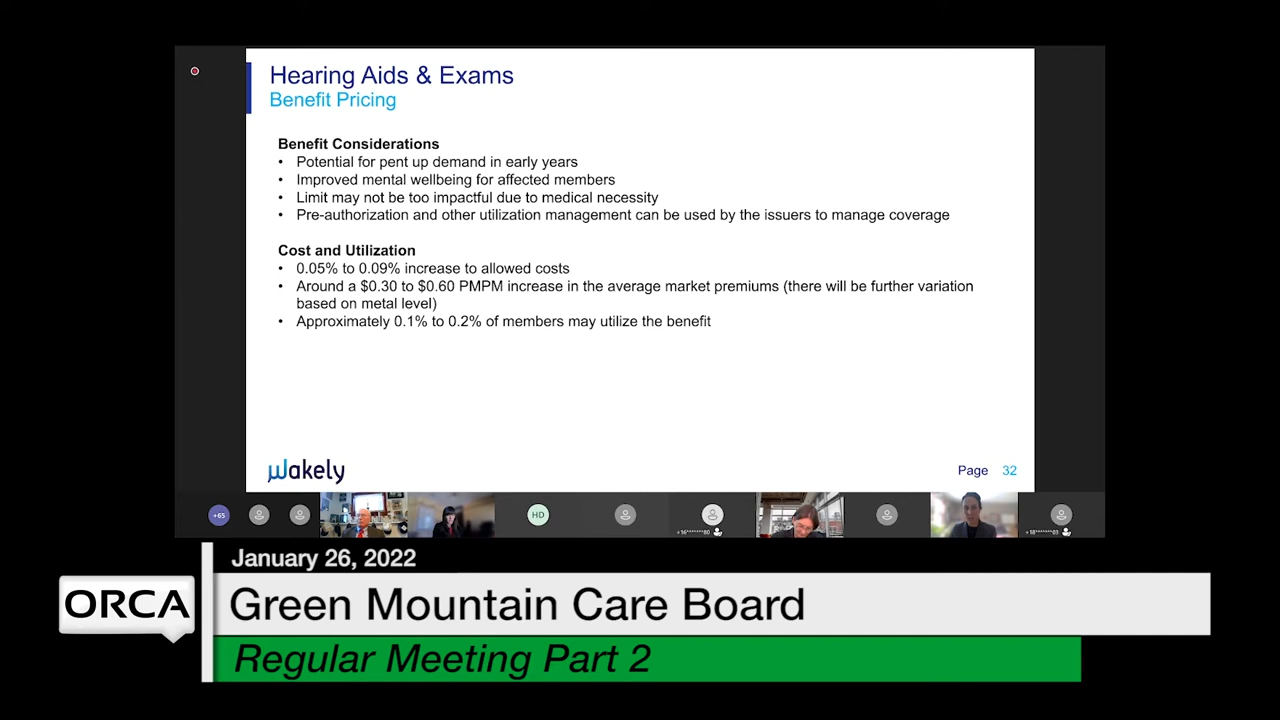 Hearing Aids & Exams
Benefit Pricing
Benefit Considerations
• Potential for pent up demand in early years
• Improved mental wellbeing for affected members
• Limit may not be too impactful due to medical necessity
• Pre-authorization and other utilization management can be used by the issuers to manage coverage
Cost and Utilization
• 0.05% to 0.09% increase to allowed costs
• Around a $0.30 to $0.60 PMPM increase in the average market premiums (there will be further variation
based on metal level)
• Approximately 0.1% to 0.2% of members may utilize the benefit
wakely
Page 32
+65
HD
January 26, 2022
ORCA
Green Mountain Care Board
Regular Meeting Part 2